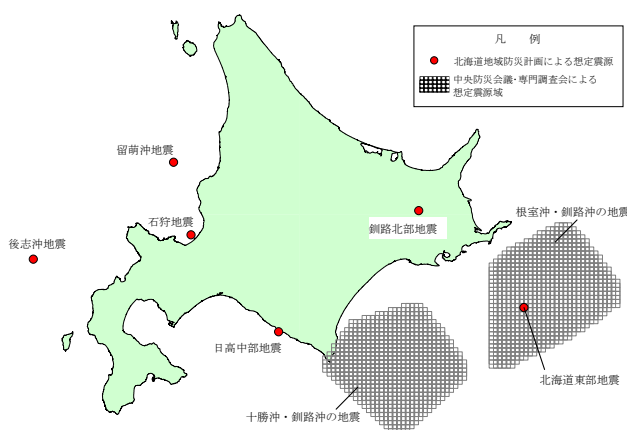 凡 例
北海道地域防災計画による想定震源
中央防災会議・専門調査会による
想定震源域
留萌沖地震
石狩地震
釧路北部地震
根室沖・釧路沖の地震
後志沖地震
日高中部地震
北海道東部地震
十勝沖・釧路沖の地震